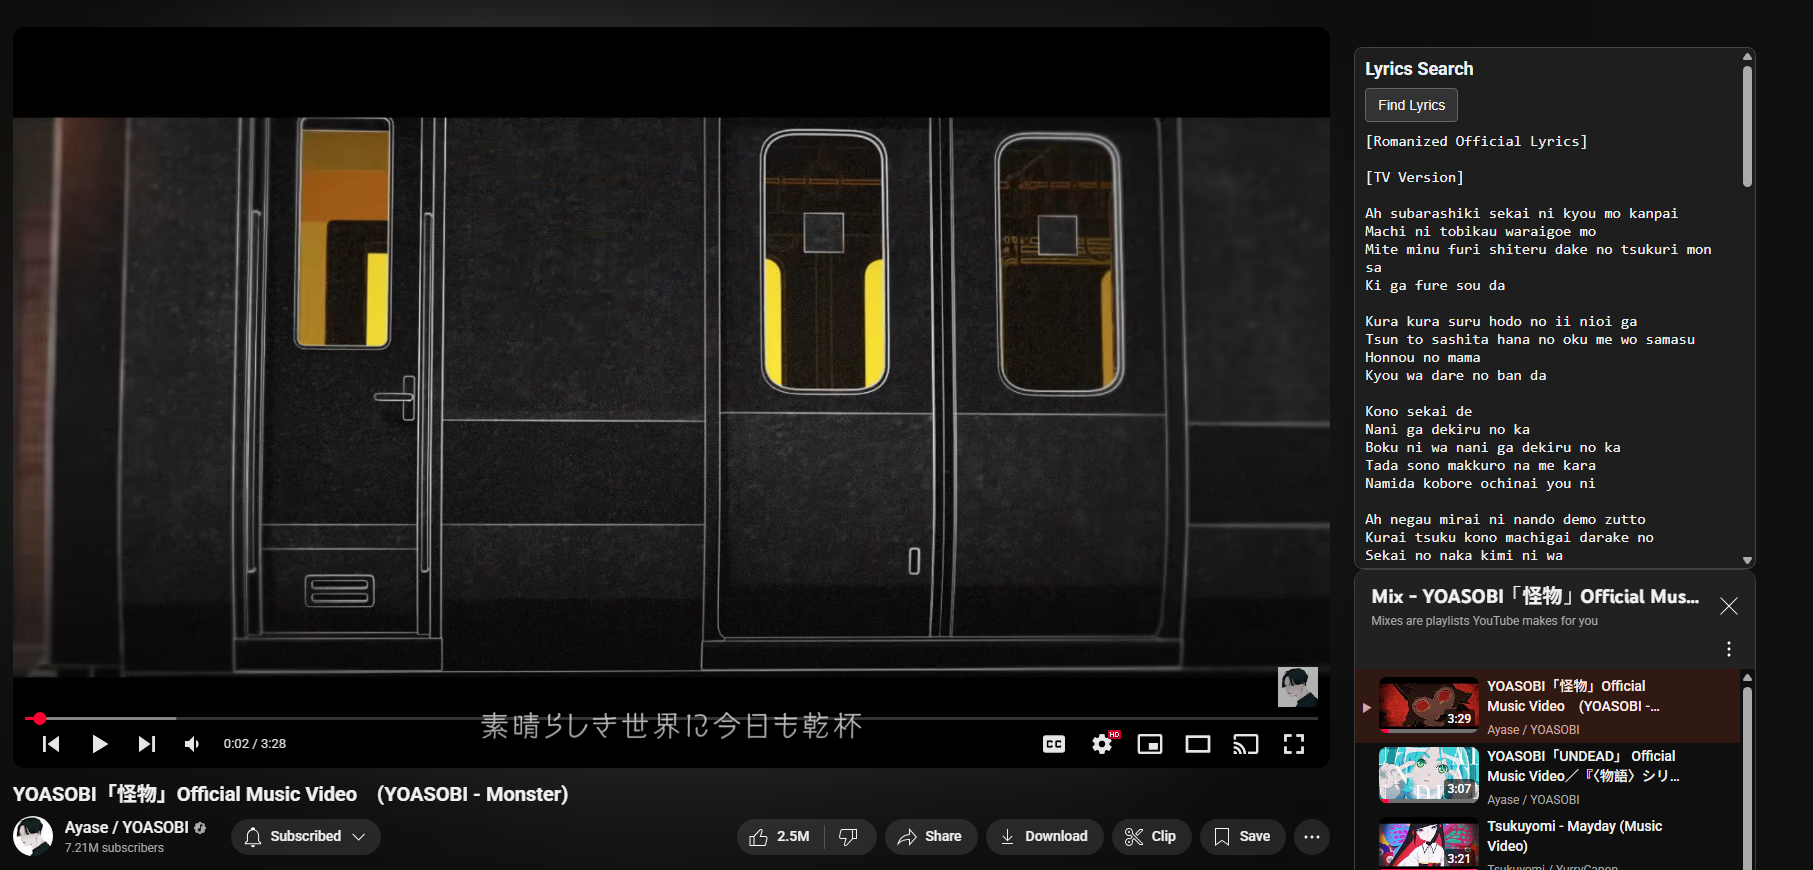 素晴らしき世界に今日も乾杯
0:02 / 3:28
CC
HD
YOASOBI「怪物」Official Music Video　(YOASOBI - Monster)
Ayase / YOASOBI
7.21M subscribers
Subscribed
2.5M
Share
Download
Clip
Save
Lyrics Search
Find Lyrics
[Romanized Official Lyrics]
[TV Version]
Ah subarashiki sekai ni kyou mo kanpai
Machi ni tobikau waraigoe mo
Mite minu furi shiteru dake no tsukuri mon
sa
Ki ga fure sou da
Kura kura suru hodo no ii nioi ga
Tsun to sashita hana no oku me wo samasu
Honnou no mama
Kyou wa dare no ban da
Kono sekai de
Nani ga dekiru no ka
Boku ni wa nani ga dekiru no ka
Tada sono makkuro na me kara
Namida kobore ochinai you ni
Ah negau mirai ni nando demo zutto
Kurai tsuku kono machigai darake no
Sekai no naka kimi ni wa
Mix - YOASOBI「怪物」Official Mus...
Mixes are playlists YouTube makes for you
3:29
YOASOBI「怪物」Official
Music Video　(YOASOBI -...
Ayase / YOASOBI
3:07
YOASOBI「UNDEAD」 Official
Music Video／『〈物語〉シリ...
Ayase / YOASOBI
3:21
Tsukuyomi - Mayday (Music
Video)
Tsukuyomi / YurryCanon